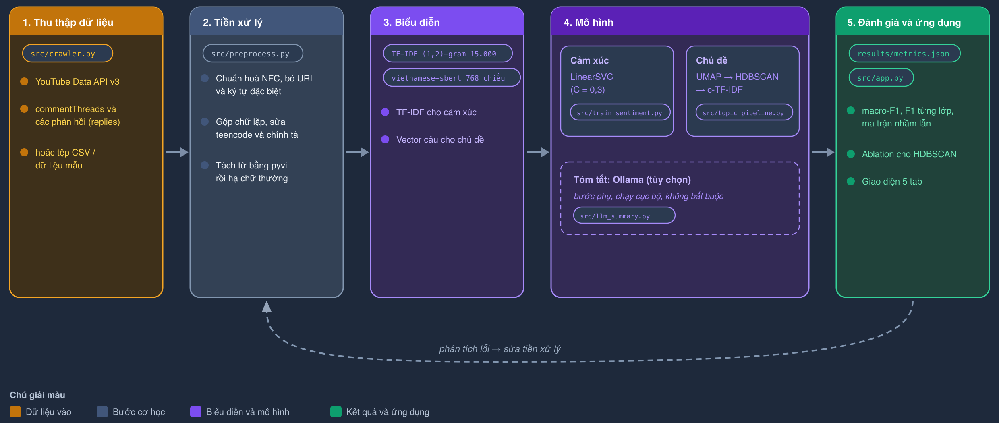 1. Thu thập dữ liệu
src/crawler.py
YouTube Data API v3
commentThreads và
các phản hồi (replies)
hoặc tệp CSV /
dữ liệu mẫu
2. Tiền xử lý
src/preprocess.py
Chuẩn hoá NFC, bỏ URL
và ký tự đặc biệt
Gộp chữ lặp, sửa
teencode và chính tả
Tách từ bằng pyvi
rồi hạ chữ thường
3. Biểu diễn
TF-IDF (1,2)-gram 15.000
vietnamese-sbert 768 chiều
TF-IDF cho cảm xúc
Vector câu cho chủ đề
4. Mô hình
Cảm xúc
LinearSVC
(C = 0,3)
src/train_sentiment.py
Chủ đề
UMAP → HDBSCAN
→ c-TF-IDF
src/topic_pipeline.py
Tóm tắt: Ollama (tùy chọn)
bước phụ, chạy cục bộ, không bắt buộc
src/llm_summary.py
5. Đánh giá và ứng dụng
results/metrics.json
src/app.py
macro-F1, F1 từng lớp,
ma trận nhầm lẫn
Ablation cho HDBSCAN
Giao diện 5 tab
phân tích lỗi → sửa tiền xử lý
Chú giải màu
Dữ liệu vào
Bước cơ học
Biểu diễn và mô hình
Kết quả và ứng dụng